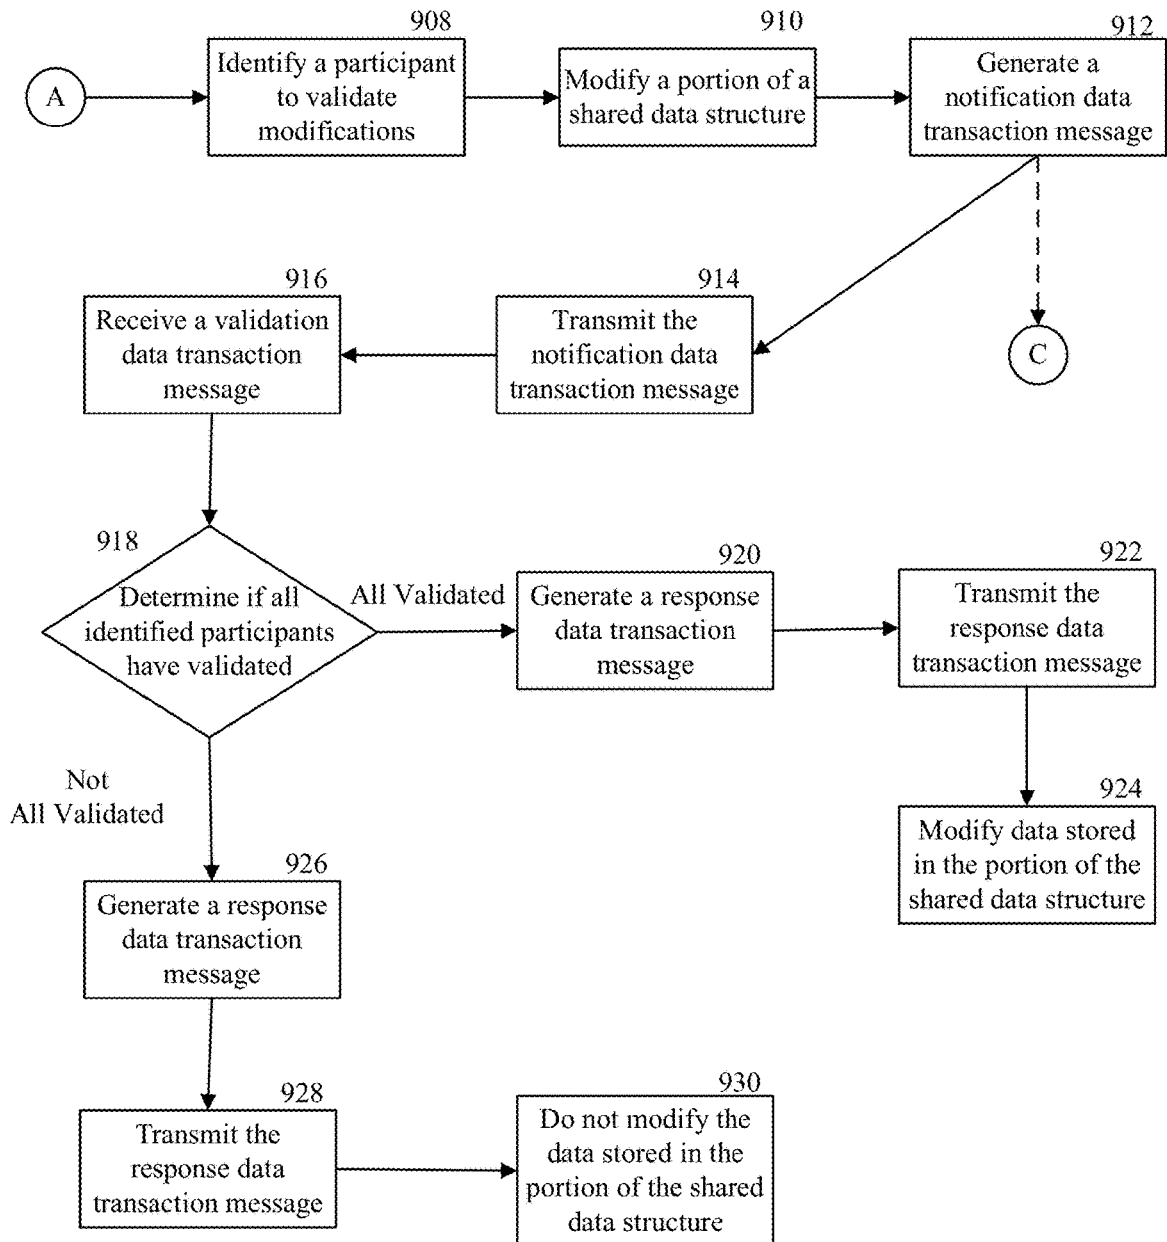 908
910
912
A
Identify a participant
to validate
modifications
Modify a portion of a
shared data structure
Generate a
notification data
transaction message
916
914
Receive a validation
data transaction
message
Transmit the
notification data
transaction message
C
918
920
922
Determine if all
identified participants
have validated
All Validated
Generate a response
data transaction
message
Transmit the
response data
transaction message
Not
All Validated
924
Modify data stored
in the portion of the
shared data structure
926
Generate a response
data transaction
message
928
930
Transmit the
response data
transaction message
Do not modify the
data stored in the
portion of the shared
data structure